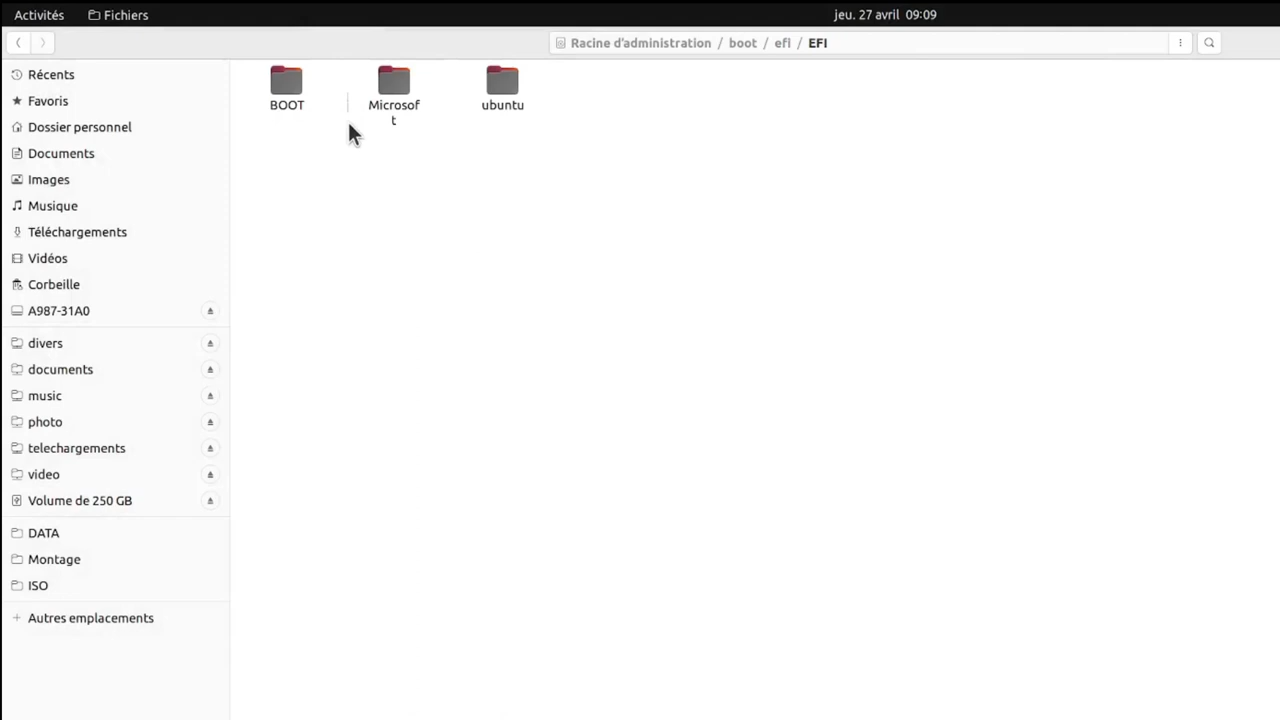 Activités
Fichiers
jeu. 27 avril 09:09
Racine d'administration / boot / efi / EFI
Récents
Favoris
Dossier personnel
Documents
Images
Musique
Téléchargements
Vidéos
Corbeille
A987-31A0
divers
documents
music
photo
telechargements
video
Volume de 250 GB
DATA
Montage
ISO
Autres emplacements
BOOT
Microsof
t
ubuntu